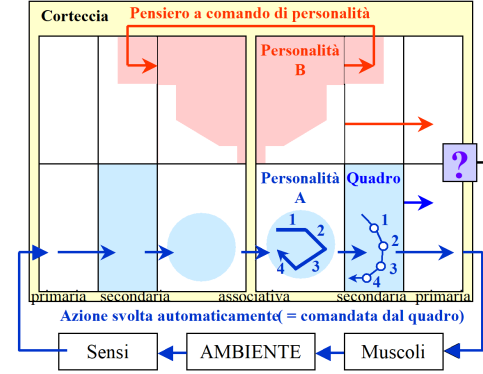 Corteccia
Pensiero a comando di personalità
Personalità
B
?
Personalità
A
Quadro
1
2
3
4
1
2
3
4
primaria secondaria associativa secondaria primaria
Azione svolta automaticamente( = comandata dal quadro)
Sensi
AMBIENTE
Muscoli